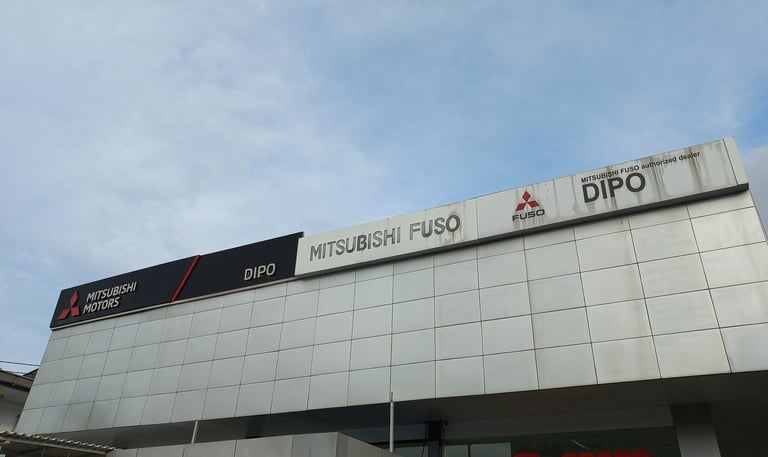 MITSUBISHI
MOTORS
DIPO
MITSUBISHI FUSO
FUSO
MITSUBISHI FUSO authorized dealer
DIPO